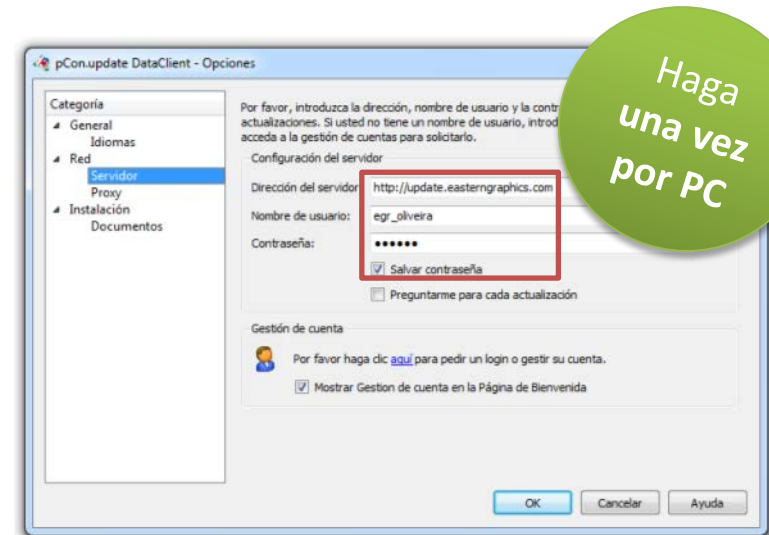 pCon.update DataClient - Opciones
Haga
una vez
por PC
Categoría
General
Idiomas
Red
Servidor
Proxy
Instalación
Documentos
Por favor, introduzca la dirección, nombre de usuario y la contr
actualizaciones. Si usted no tiene un nombre de usuario, introd
acceda a la gestión de cuentas para solicitarlo.
Configuración del servidor
Dirección del servidor http://update.easterngraphics.com
Nombre de usuario: egr_oliveira
Contraseña: ••••••
Salvar contraseña
Preguntarme para cada actualización
Gestión de cuenta
Por favor haga clic aquí para pedir un login o gestir su cuenta.
Mostrar Gestion de cuenta en la Página de Bienvenida
OK Cancelar Ayuda